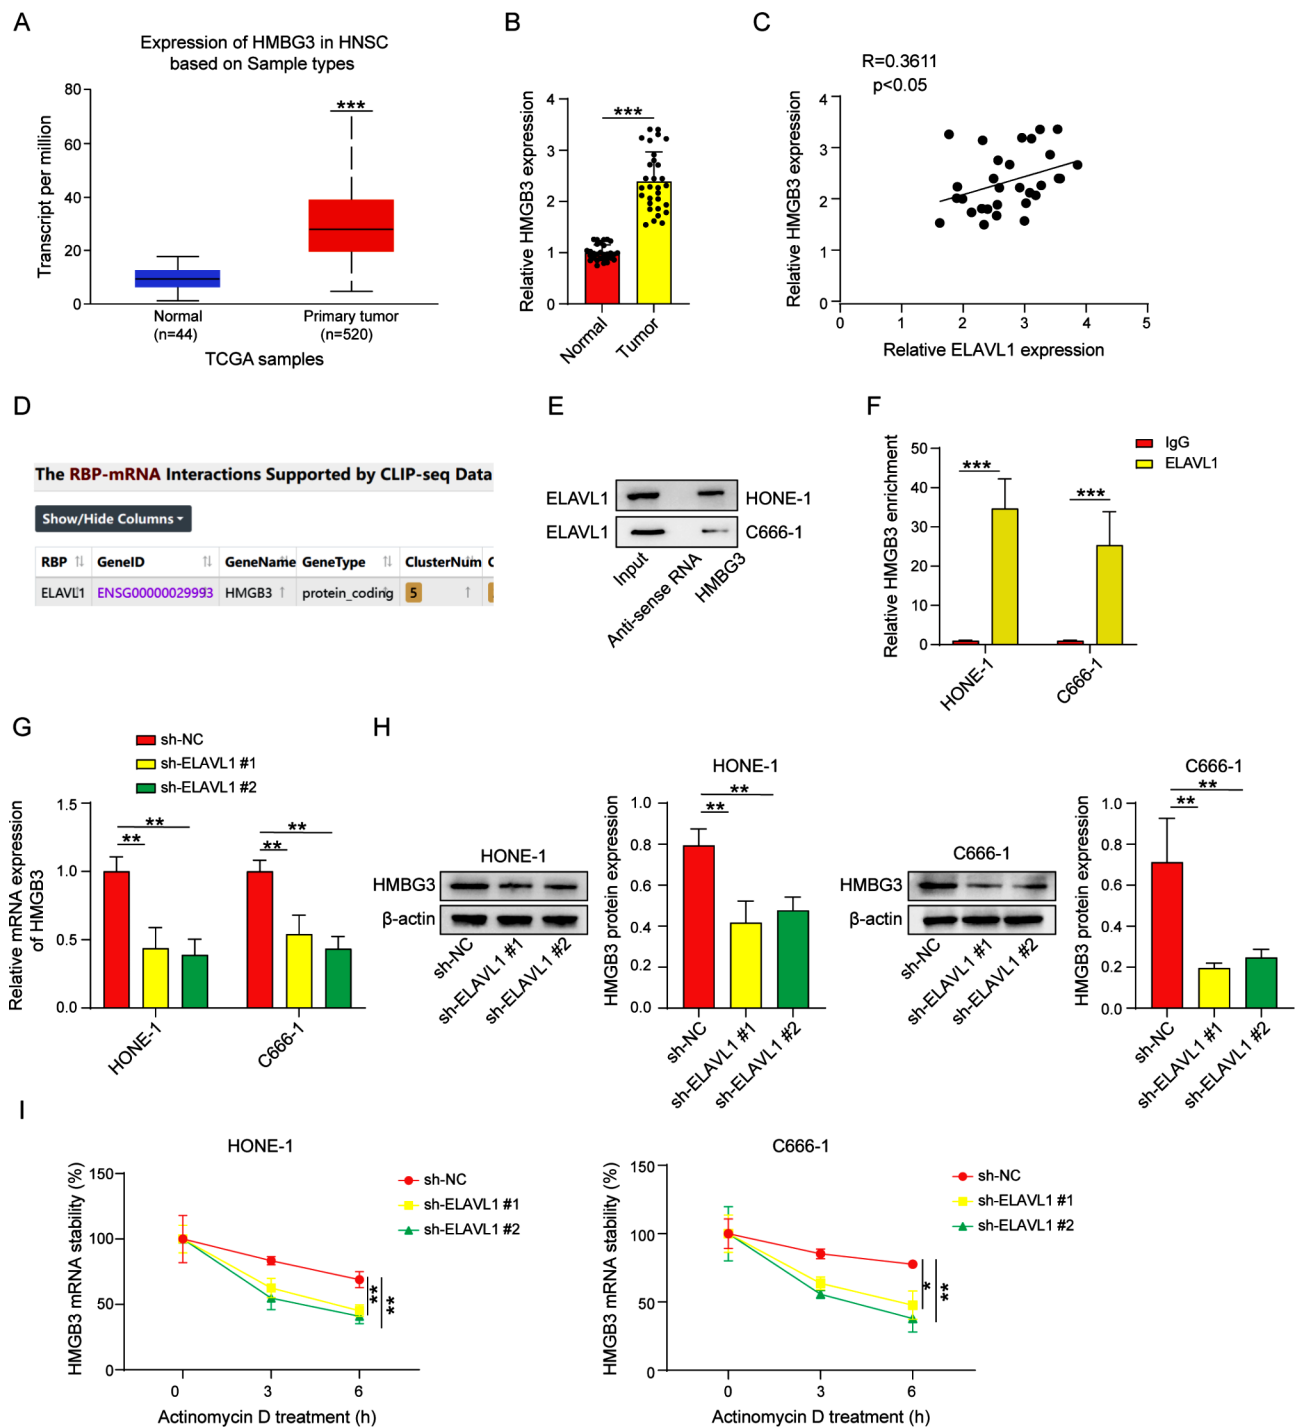 A
Expression of HMBG3 in HNSC
based on Sample types
Transcript per million
80
60
40
20
0
***
Normal
(n=44)
Primary tumor
(n=520)
TCGA samples
B
Relative HMGB3 expression
4
3
2
1
0
***
Normal
Tumor
C
R=0.3611
p<0.05
Relative HMGB3 expression
4
3
2
1
0
0 1 2 3 4 5
Relative ELAVL1 expression
D
The RBP-mRNA Interactions Supported by CLIP-seq Data
Show/Hide Columns
RBP GeneID GeneName GeneType ClusterNum C
ELAVL1 ENSG00000029993 HMGB3 protein_coding 5
E
ELAVL1 HONE-1
ELAVL1 C666-1
Input
Anti-sense RNA
HMBG3
F
IgG
ELAVL1
Relative HMGB3 enrichment
50
40
30
20
10
0
***
***
HONE-1
C666-1
G
sh-NC
sh-ELAVL1 #1
sh-ELAVL1 #2
Relative mRNA expression
of HMGB3
1.5
1.0
0.5
0.0
**
**
**
**
HONE-1
C666-1
H
HONE-1
HMBG3
β-actin
sh-NC
sh-ELAVL1 #1
sh-ELAVL1 #2
HONE-1
HMGB3 protein expression
1.0
0.8
0.6
0.4
0.2
0.0
**
**
sh-NC
sh-ELAVL1 #1
sh-ELAVL1 #2
C666-1
HMBG3
β-actin
sh-NC
sh-ELAVL1 #1
sh-ELAVL1 #2
C666-1
HMGB3 protein expression
1.0
0.8
0.6
0.4
0.2
0.0
**
**
sh-NC
sh-ELAVL1 #1
sh-ELAVL1 #2
I
HONE-1
HMGB3 mRNA stability (%)
150
100
50
0
sh-NC
sh-ELAVL1 #1
sh-ELAVL1 #2
**
**
0 3 6
Actinomycin D treatment (h)
C666-1
HMGB3 mRNA stability (%)
150
100
50
0
sh-NC
sh-ELAVL1 #1
sh-ELAVL1 #2
*
**
0 3 6
Actinomycin D treatment (h)